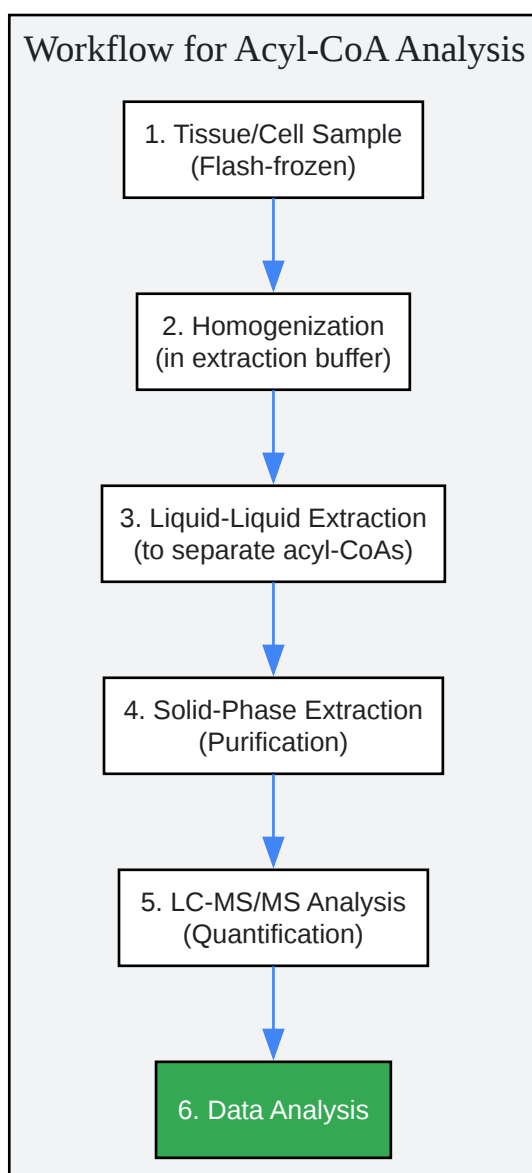 Workflow for Acyl-CoA Analysis
1. Tissue/Cell Sample
(Flash-frozen)
2. Homogenization
(in extraction buffer)
3. Liquid-Liquid Extraction
(to separate acyl-CoAs)
4. Solid-Phase Extraction
(Purification)
5. LC-MS/MS Analysis
(Quantification)
6. Data Analysis